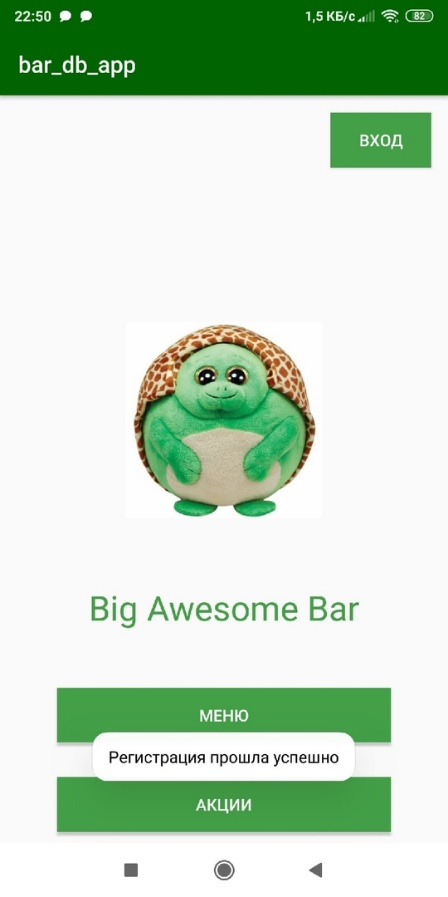 22:50
1,5 КБ/с
82
bar_db_app
ВХОД
Big Awesome Bar
МЕНЮ
Регистрация прошла успешно
АКЦИИ